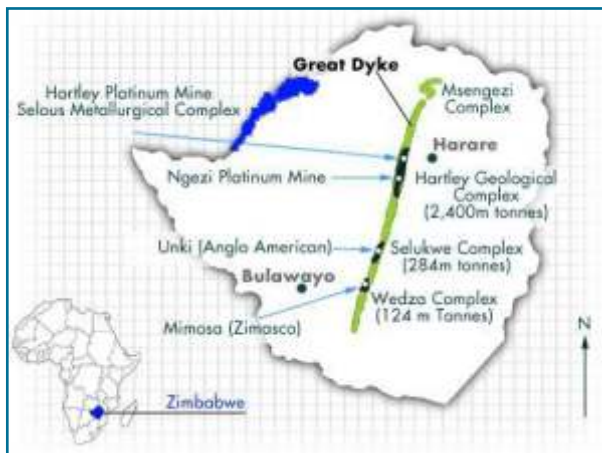 Great Dyke
Hartley Platinum Mine
Selous Metallurgical Complex
Msengezi
Complex
Harare
Ngezi Platinum Mine
Hartley Geological
Complex
(2,400m tonnes)
Unki (Anglo American)
Selukwe Complex
(284m tonnes)
Bulawayo
Wedza Complex
(124 m Tonnes)
Mimosa (Zimasco)
N
Zimbabwe